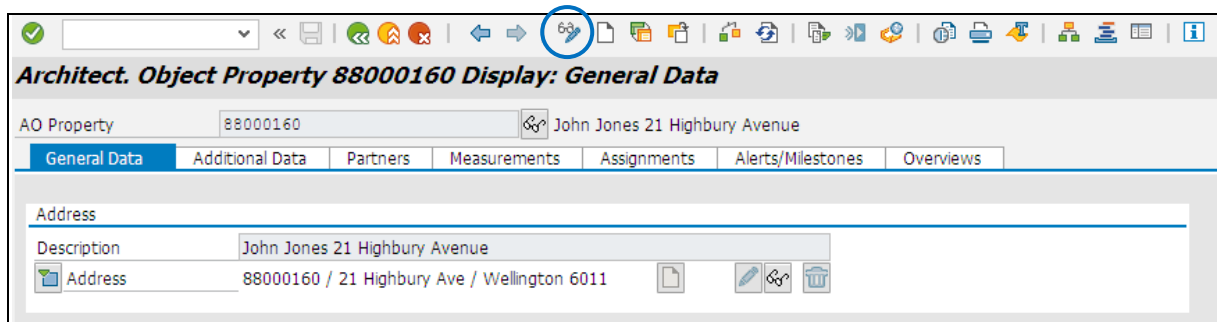 Architect. Object Property 88000160 Display: General Data
AO Property 88000160 John Jones 21 Highbury Avenue
General Data Additional Data Partners Measurements Assignments Alerts/Milestones Overviews
Address
Description John Jones 21 Highbury Avenue
Address 88000160 / 21 Highbury Ave / Wellington 6011